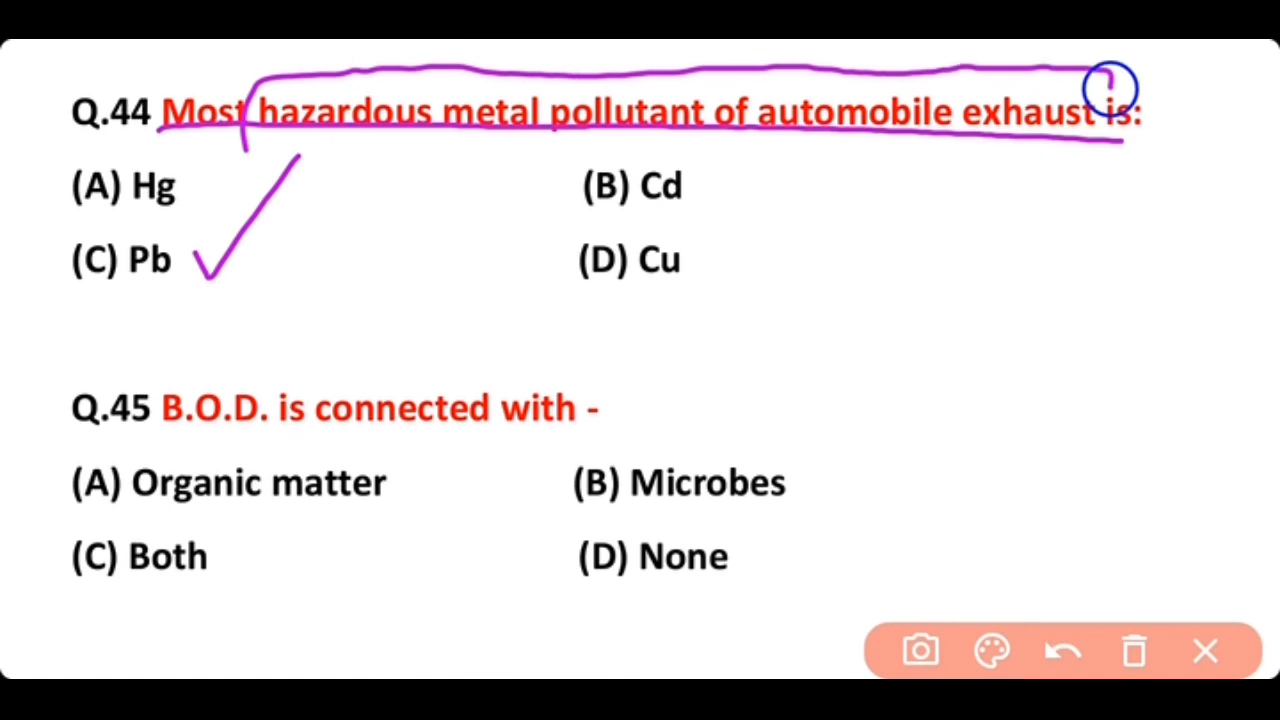 Q.44 Most hazardous metal pollutant of automobile exhaust is:
(A) Hg (B) Cd
(C) Pb (D) Cu
Q.45 B.O.D. is connected with -
(A) Organic matter (B) Microbes
(C) Both (D) None